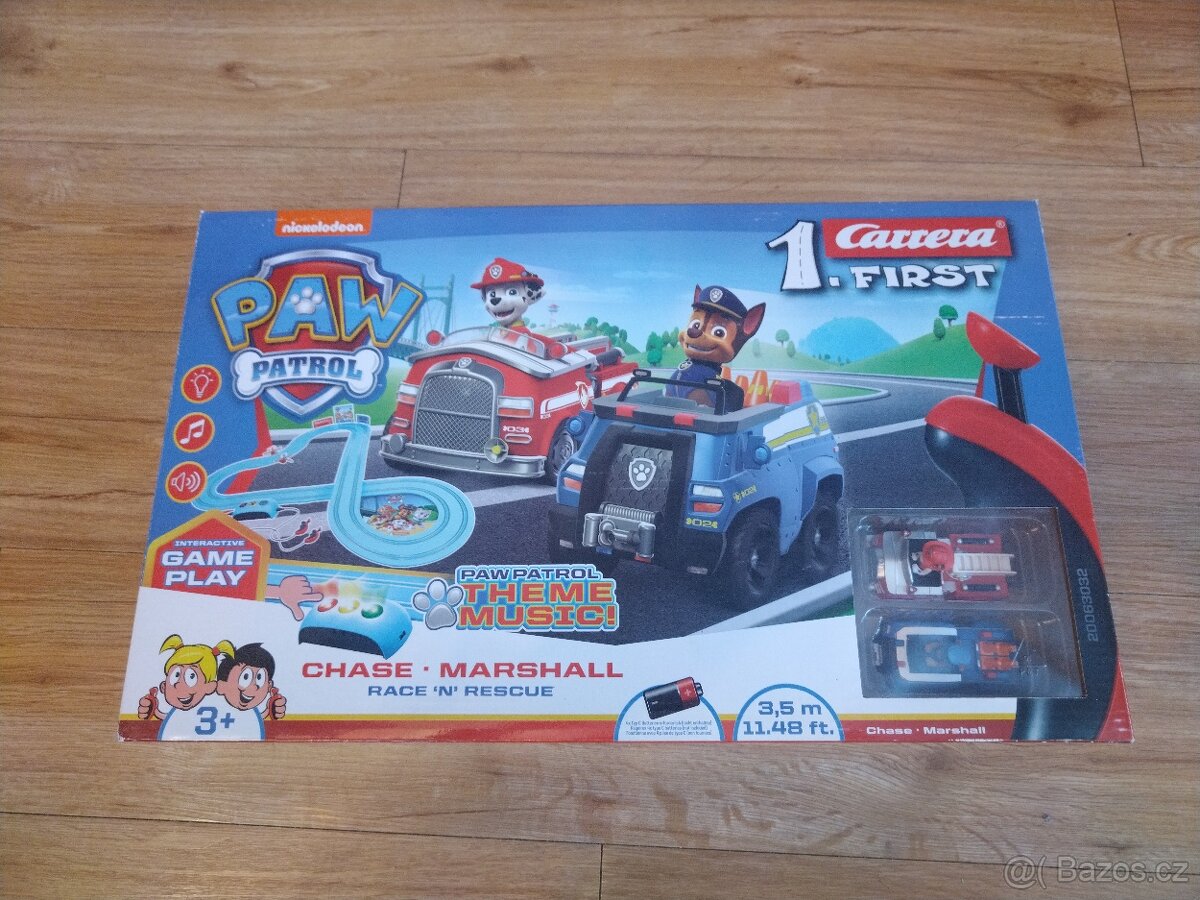 nickelodeon
PAW
PATROL
1. Carrera®
FIRST
INTERACTIVE
GAME
PLAY
PAW PATROL
THEME
MUSIC!
CHASE · MARSHALL
RACE 'N' RESCUE
3+
3,5 m
11.48 ft.
Chase · Marshall
20063032
@( Bazos.cz